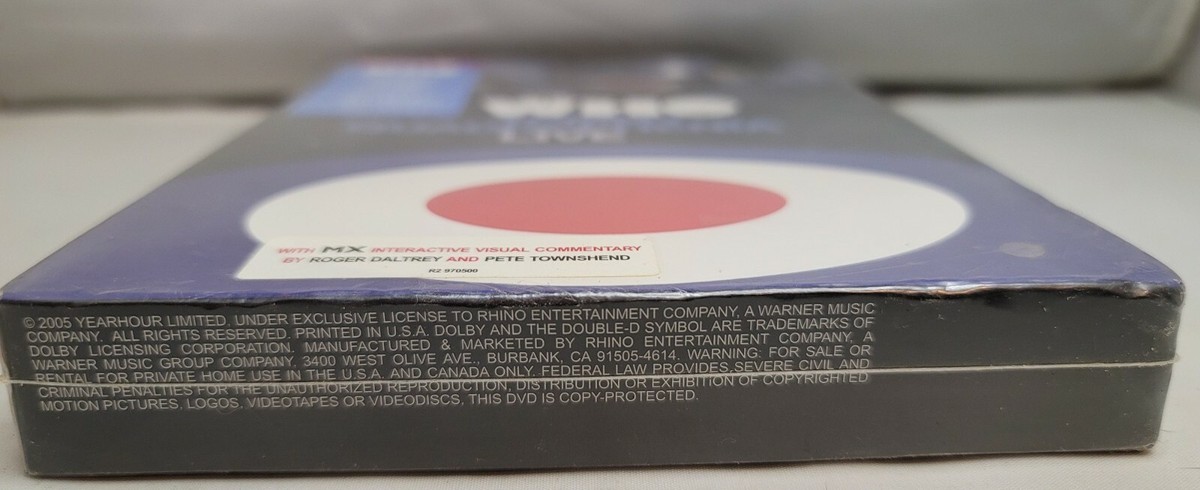 WHO
LIVE
WITH MX INTERACTIVE VISUAL COMMENTARY
BY ROGER DALTREY AND PETE TOWNSHEND
R2 970500
© 2005 YEARHOUR LIMITED, UNDER EXCLUSIVE LICENSE TO RHINO ENTERTAINMENT COMPANY, A WARNER MUSIC
COMPANY. ALL RIGHTS RESERVED. PRINTED IN U.S.A. DOLBY AND THE DOUBLE-D SYMBOL ARE TRADEMARKS OF
DOLBY LICENSING CORPORATION. MANUFACTURED & MARKETED BY RHINO ENTERTAINMENT COMPANY, A
WARNER MUSIC GROUP COMPANY, 3400 WEST OLIVE AVE., BURBANK, CA 91505-4614. WARNING: FOR SALE OR
RENTAL FOR PRIVATE HOME USE IN THE U.S.A. AND CANADA ONLY. FEDERAL LAW PROVIDES SEVERE CIVIL AND
CRIMINAL PENALTIES FOR THE UNAUTHORIZED REPRODUCTION, DISTRIBUTION OR EXHIBITION OF COPYRIGHTED
MOTION PICTURES, LOGOS, VIDEOTAPES OR VIDEODISCS. THIS DVD IS COPY-PROTECTED.